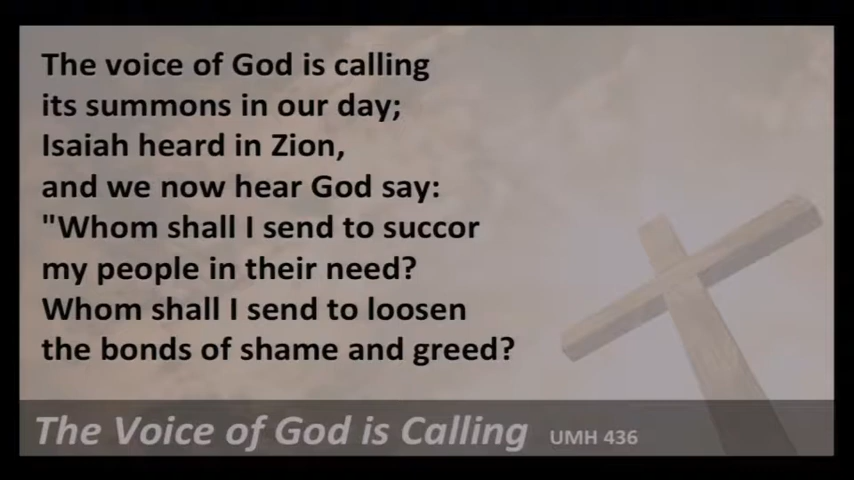 The voice of God is calling
its summons in our day;
Isaiah heard in Zion,
and we now hear God say:
"Whom shall I send to succor
my people in their need?
Whom shall I send to loosen
the bonds of shame and greed?
The Voice of God is Calling UMH 436